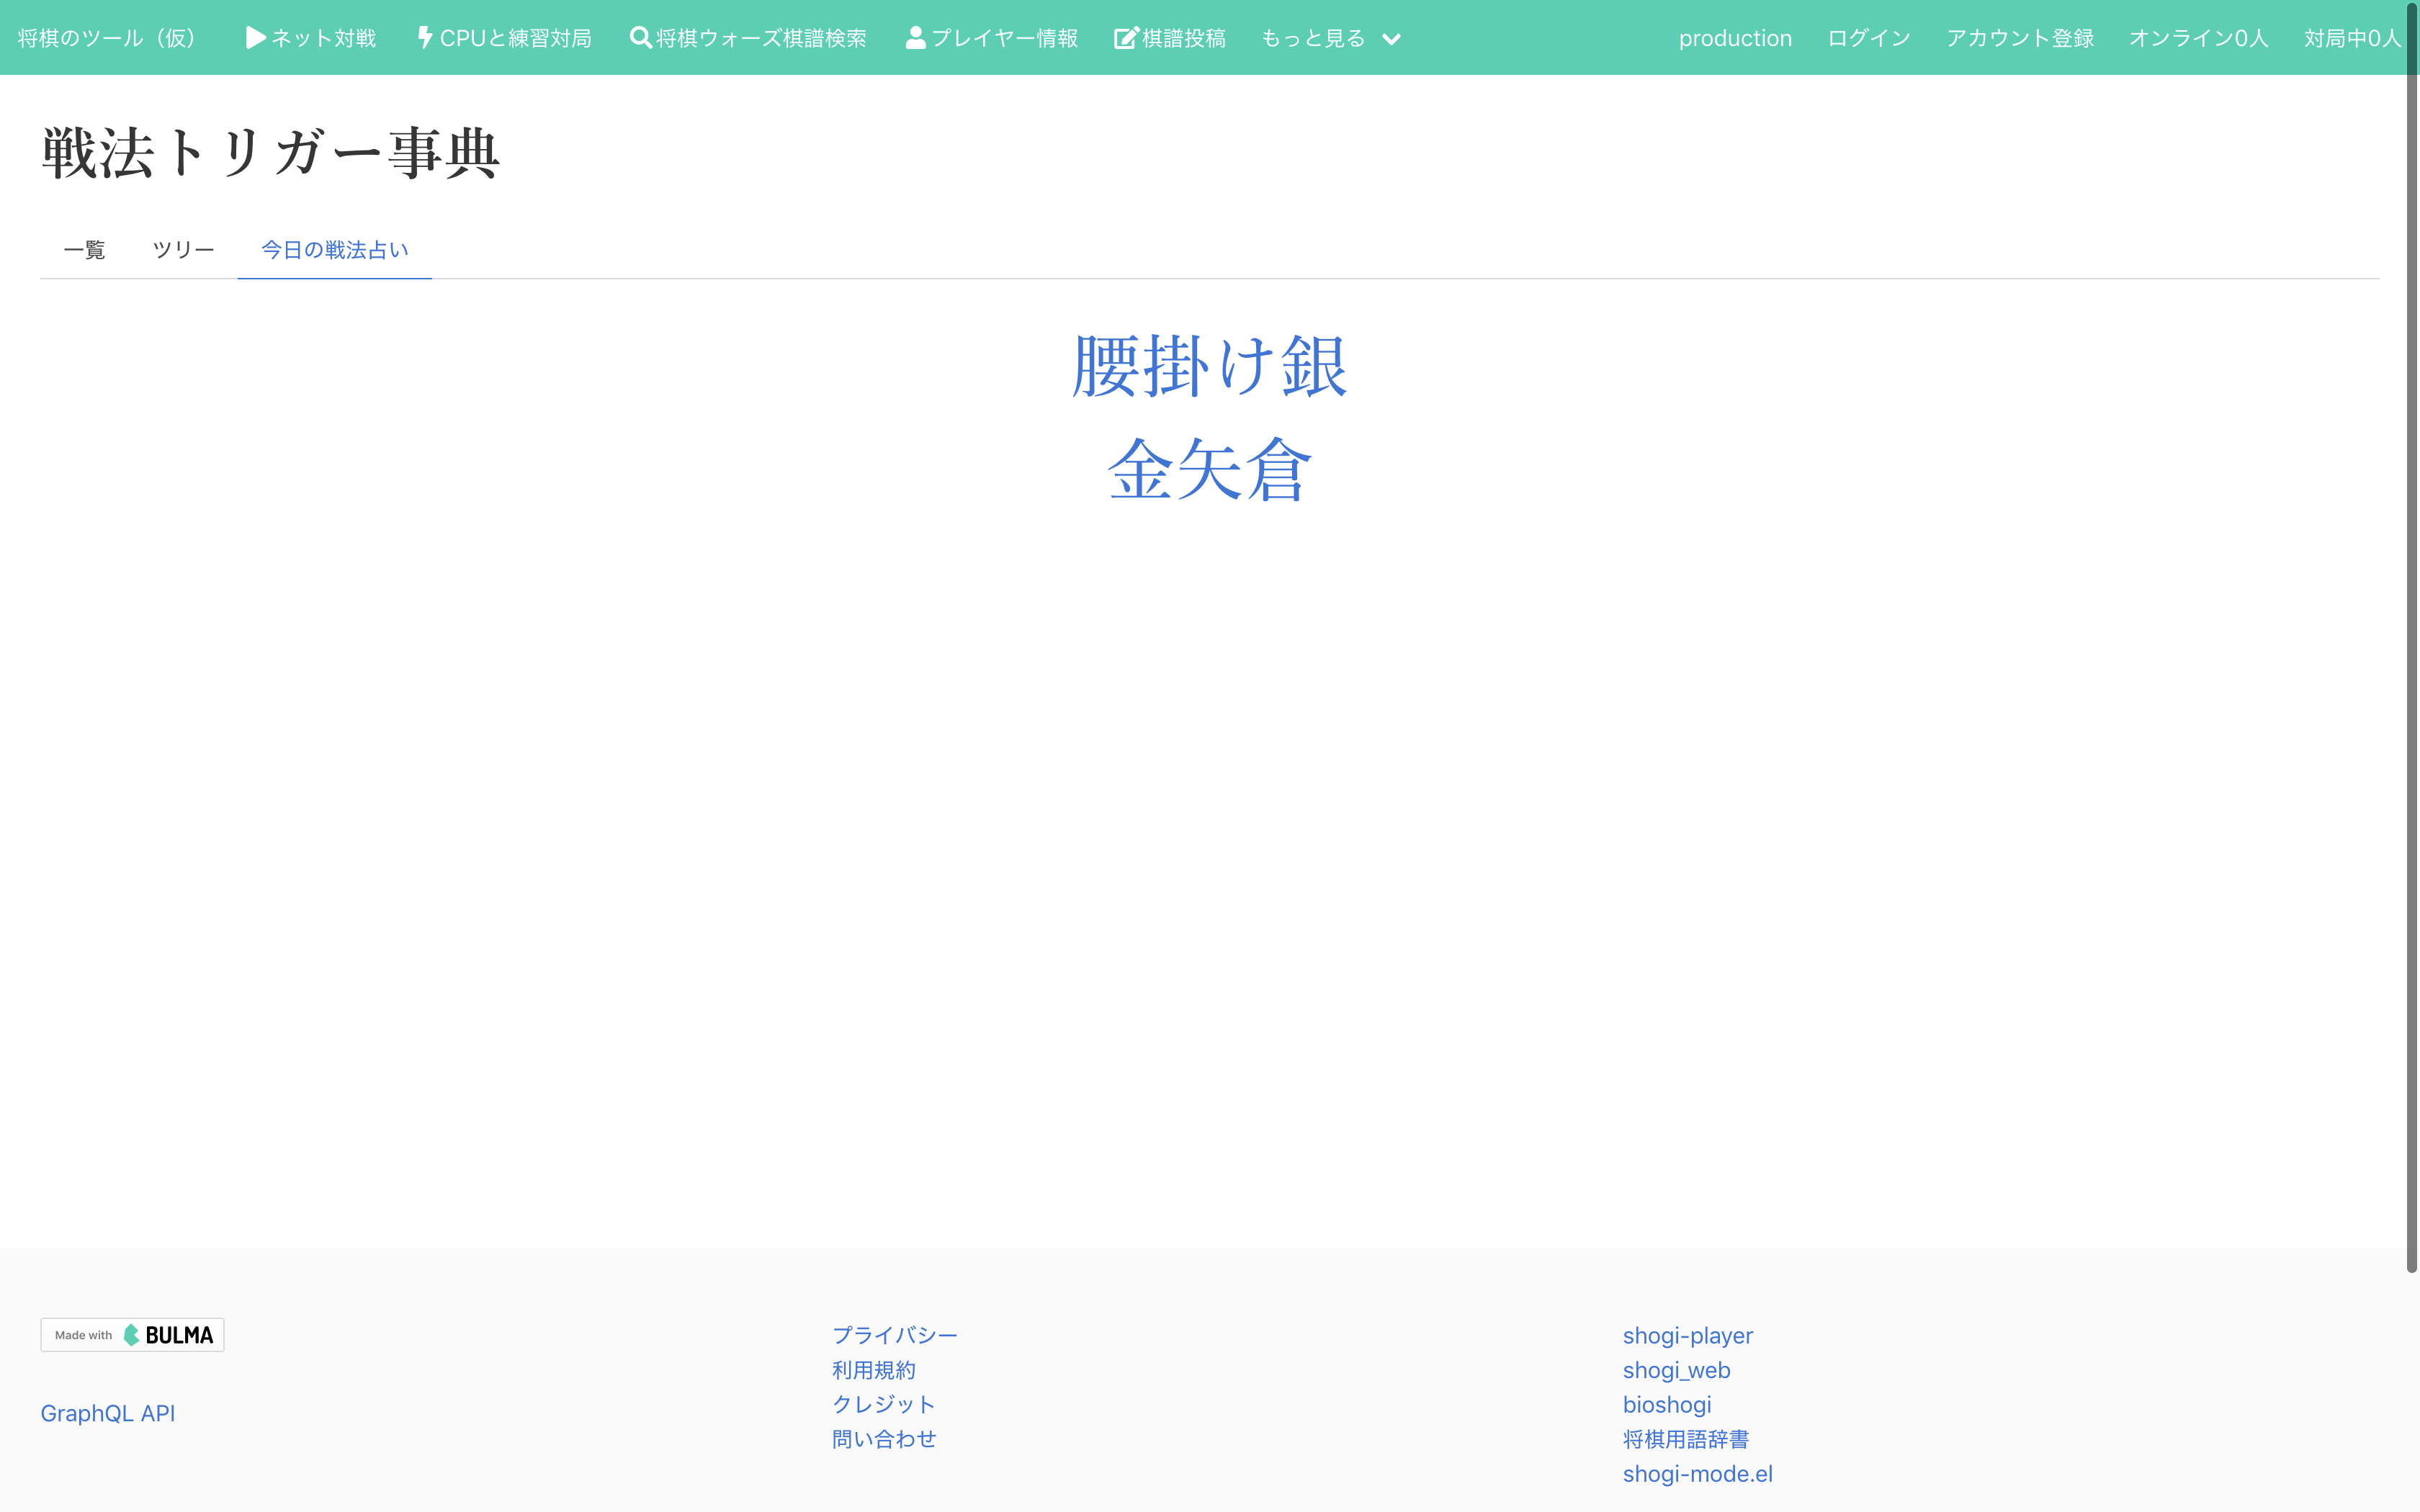 将棋のツール（仮） ネット対戦 CPUと練習対局 将棋ウォーズ棋譜検索 プレイヤー情報 棋譜投稿 もっと見る production ログイン アカウント登録 オンライン0人 対局中0人
戦法トリガー事典
一覧 ツリー 今日の戦法占い
腰掛け銀
金矢倉
Made with BULMA
GraphQL API
プライバシー
利用規約
クレジット
問い合わせ
shogi-player
shogi_web
bioshogi
将棋用語辞書
shogi-mode.el